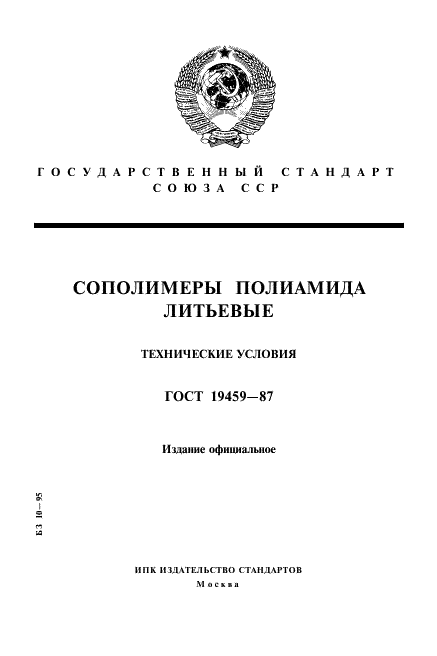 ГОСУДАРСТВЕННЫЙ СТАНДАРТ
СОЮЗА ССР
СОПОЛИМЕРЫ ПОЛИАМИДА
ЛИТЬЕВЫЕ
ТЕХНИЧЕСКИЕ УСЛОВИЯ
ГОСТ 19459—87
Издание официальное
БЗ 10—95
ИПК ИЗДАТЕЛЬСТВО СТАНДАРТОВ
Москва